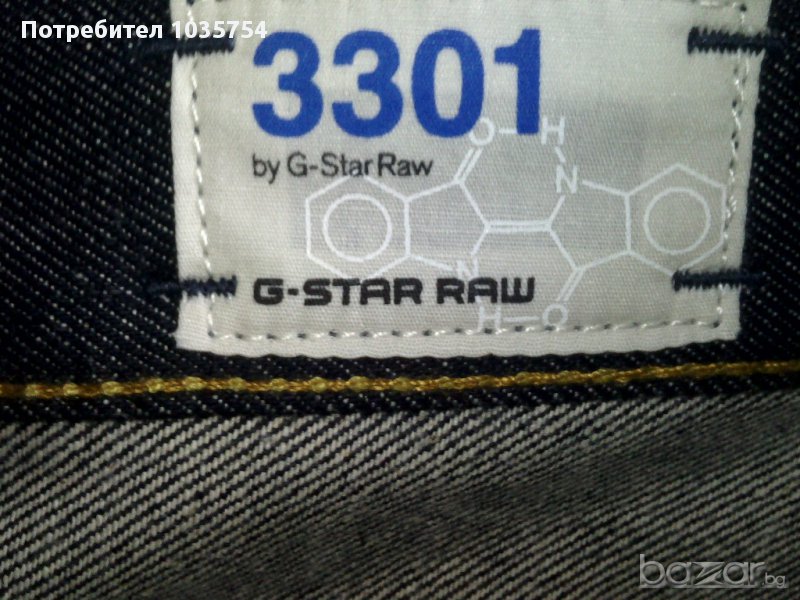 Потребител 1035754
3301
by G-Star Raw
O H
N
N
G-STAR RAW
H O
bazar.bg